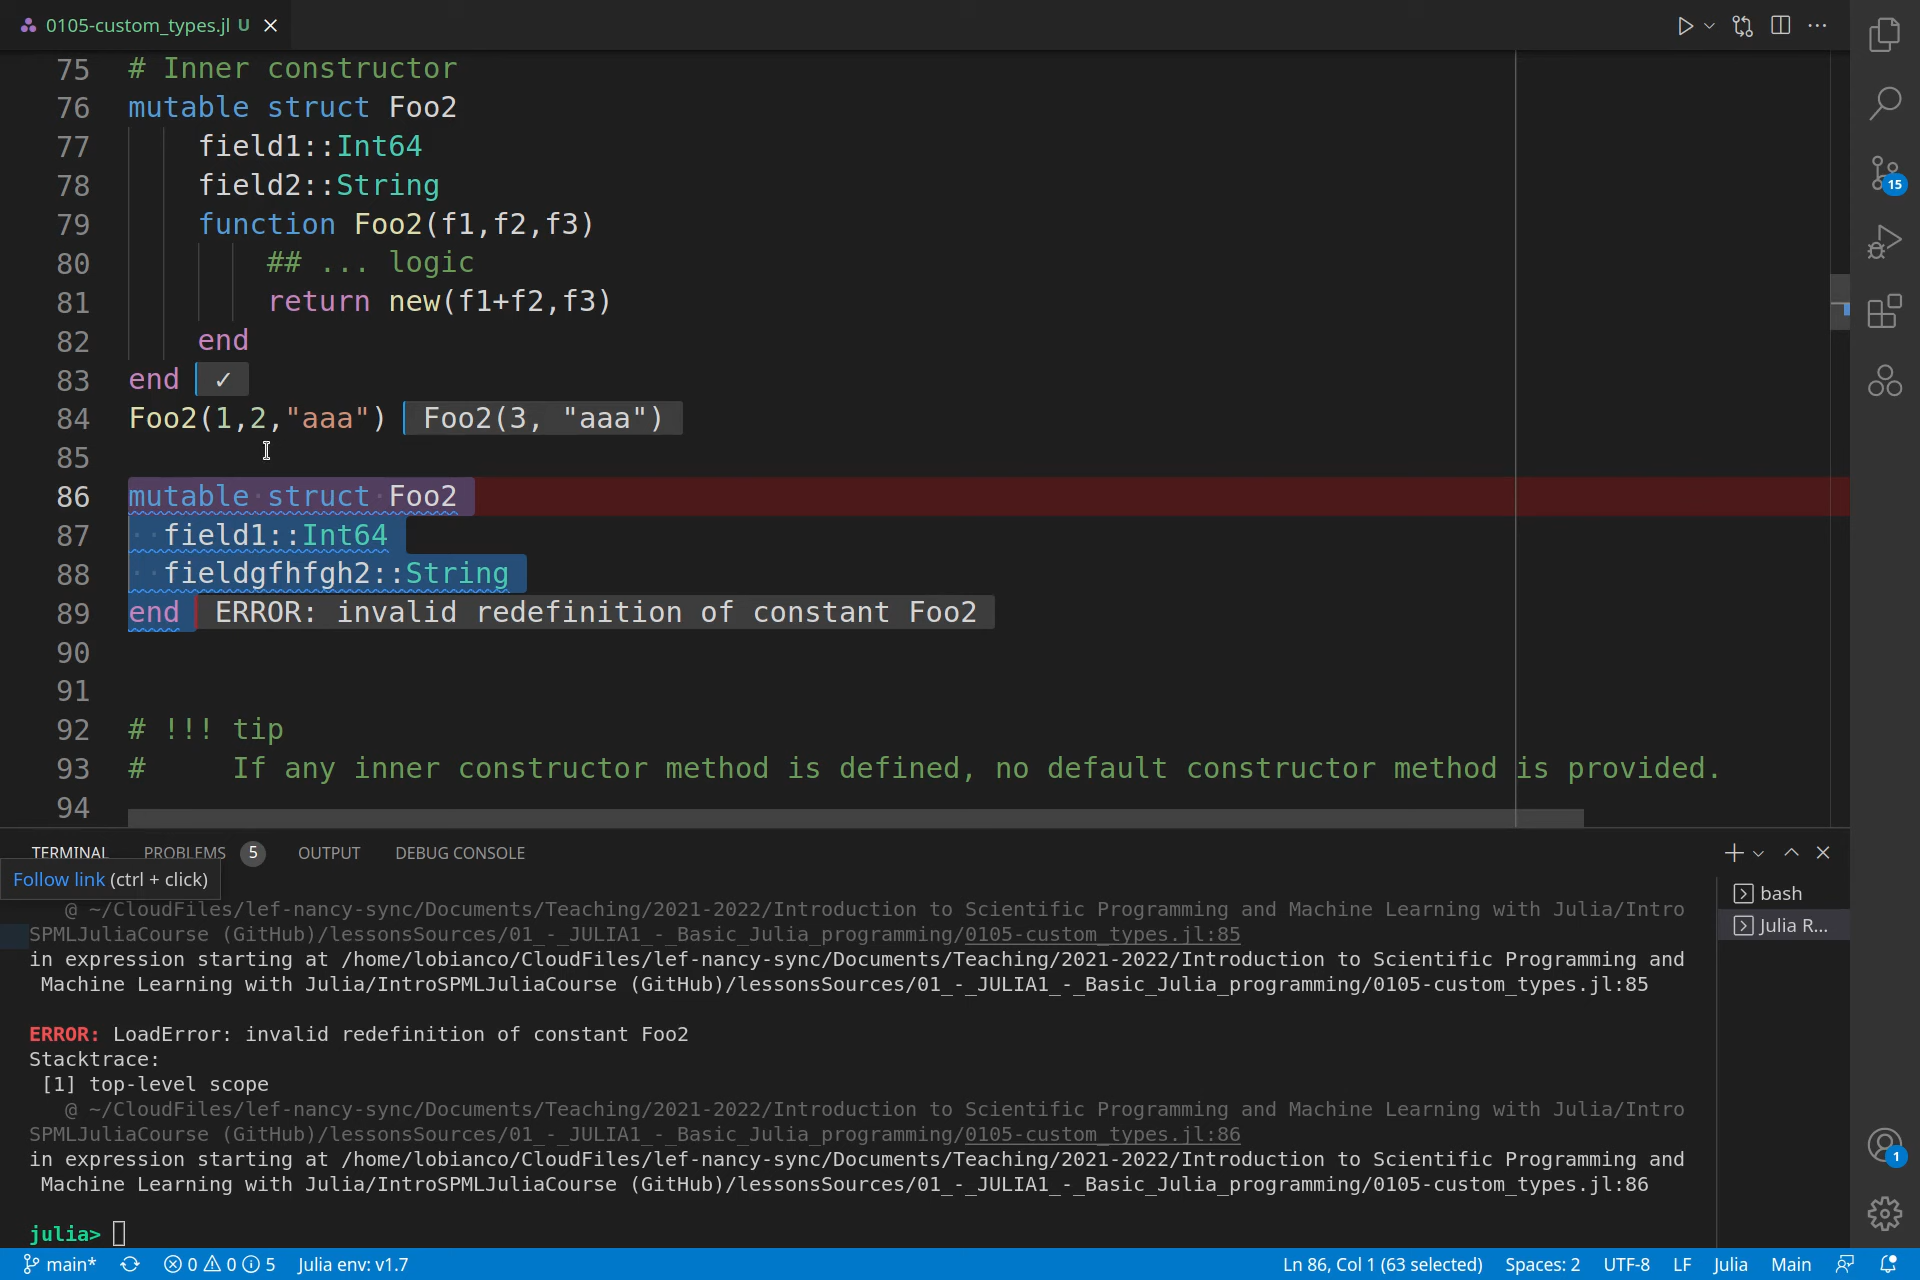 0105-custom_types.jl U
75 # Inner constructor
76 mutable struct Foo2
77 field1::Int64
78 field2::String
79 function Foo2(f1,f2,f3)
80 ## ... logic
81 return new(f1+f2,f3)
82 end
83 end ✓
84 Foo2(1,2,"aaa") Foo2(3, "aaa")
85
86 mutable struct Foo2
87 field1::Int64
88 fieldgfhfgh2::String
89 end ERROR: invalid redefinition of constant Foo2
90
91
92 # !!! tip
93 #     If any inner constructor method is defined, no default constructor method is provided.
94
15
TERMINAL PROBLEMS 5 OUTPUT DEBUG CONSOLE
Follow link (ctrl + click)
bash
Julia R...
@ ~/CloudFiles/lef-nancy-sync/Documents/Teaching/2021-2022/Introduction to Scientific Programming and Machine Learning with Julia/Intro
SPMLJuliaCourse (GitHub)/lessonsSources/01_-_JULIA1_-_Basic_Julia_programming/0105-custom_types.jl:85
in expression starting at /home/lobianco/CloudFiles/lef-nancy-sync/Documents/Teaching/2021-2022/Introduction to Scientific Programming and
Machine Learning with Julia/IntroSPMLJuliaCourse (GitHub)/lessonsSources/01_-_JULIA1_-_Basic_Julia_programming/0105-custom_types.jl:85
ERROR: LoadError: invalid redefinition of constant Foo2
Stacktrace:
[1] top-level scope
@ ~/CloudFiles/lef-nancy-sync/Documents/Teaching/2021-2022/Introduction to Scientific Programming and Machine Learning with Julia/Intro
SPMLJuliaCourse (GitHub)/lessonsSources/01_-_JULIA1_-_Basic_Julia_programming/0105-custom_types.jl:86
in expression starting at /home/lobianco/CloudFiles/lef-nancy-sync/Documents/Teaching/2021-2022/Introduction to Scientific Programming and
Machine Learning with Julia/IntroSPMLJuliaCourse (GitHub)/lessonsSources/01_-_JULIA1_-_Basic_Julia_programming/0105-custom_types.jl:86
julia>
1
main* 0 0 5 Julia env: v1.7 Ln 86, Col 1 (63 selected) Spaces: 2 UTF-8 LF Julia Main